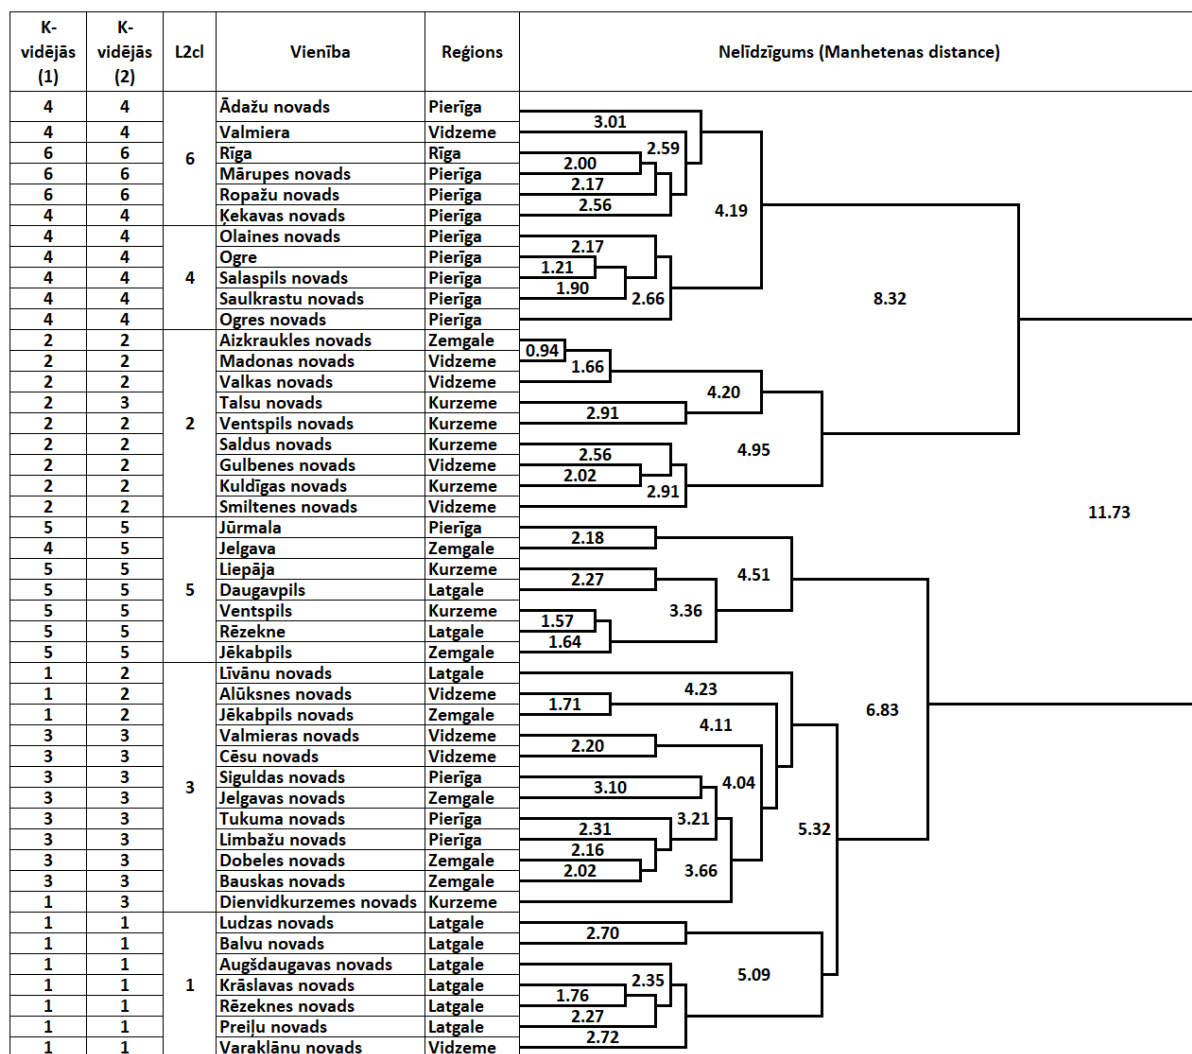 K-vidējās (1) K-vidējās (2) L2cl Vienība Reģions Nelīdzīgums (Manhetenas distance)
4 4 Ādažu novads Pierīga
3.01
4 4 Valmiera Vidzeme
2.59
6 6 6 Rīga Rīga
2.00
6 6 Mārupes novads Pierīga
2.17
6 6 Ropažu novads Pierīga
2.56 4.19
4 4 Ķekavas novads Pierīga
4 4 Olaines novads Pierīga
2.17
4 4 Ogre Pierīga
1.21
4 4 4 Salaspils novads Pierīga
1.90
4 4 Saulkrastu novads Pierīga
2.66 8.32
4 4 Ogres novads Pierīga
2 2 Aizkraukles novads Zemgale
0.94
2 2 Madonas novads Vidzeme
1.66
2 2 Valkas novads Vidzeme
4.20
2 3 Talsu novads Kurzeme
2.91
2 2 2 Ventspils novads Kurzeme
2 2 Saldus novads Kurzeme
2.56 4.95
2 2 Gulbenes novads Vidzeme
2.02
2 2 Kuldīgas novads Kurzeme
2.91
2 2 Smiltenes novads Vidzeme
11.73
5 5 Jūrmala Pierīga
2.18
4 5 Jelgava Zemgale
5 5 Liepāja Kurzeme
2.27 4.51
5 5 5 Daugavpils Latgale
3.36
5 5 Ventspils Kurzeme
1.57
5 5 Rēzekne Latgale
1.64
5 5 Jēkabpils Zemgale
1 2 Līvānu novads Latgale
4.23
1 2 Alūksnes novads Vidzeme
1.71 6.83
1 2 Jēkabpils novads Zemgale
4.11
3 3 Valmieras novads Vidzeme
2.20
3 3 Cēsu novads Vidzeme
3 3 Siguldas novads Pierīga
3.10 4.04
3 3 3 Jelgavas novads Zemgale
3 3 Tukuma novads Pierīga
2.31 3.21 5.32
3 3 Limbažu novads Pierīga
2.16
3 3 Dobeles novads Zemgale
2.02 3.66
3 3 Bauskas novads Zemgale
1 3 Dienvidkurzemes novads Kurzeme
1 1 Ludzas novads Latgale
2.70
1 1 Balvu novads Latgale
1 1 Augšdaugavas novads Latgale
2.35 5.09
1 1 1 Krāslavas novads Latgale
1.76
1 1 Rēzeknes novads Latgale
2.27
1 1 Preiļu novads Latgale
2.72
1 1 Varakļānu novads Vidzeme